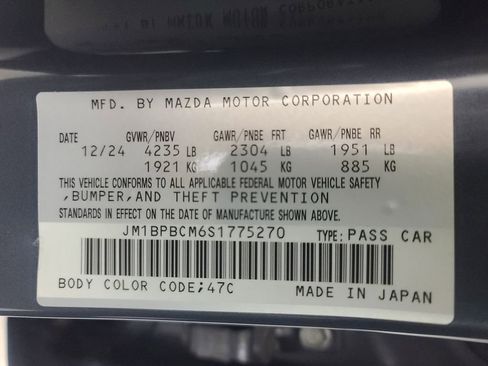 MFD. BY MAZDA MOTOR CORPORATION
DATE GVWR/PNBV GAWR/PNBE FRT GAWR/PNBE RR
12/24 4235 LB 2304 LB 1951 LB
1921 KG 1045 KG 885 KG
THIS VEHICLE CONFORMS TO ALL APPLICABLE FEDERAL MOTOR VEHICLE SAFETY
,BUMPER,AND THEFT PREVENTION
STANDARDS IN EFFECT ON THE DATE OF MANUFACTURE SHOWN ABOVE.
JM1BPBCM6S1775270 TYPE: PASS CAR
BODY COLOR CODE;47C MADE IN JAPAN